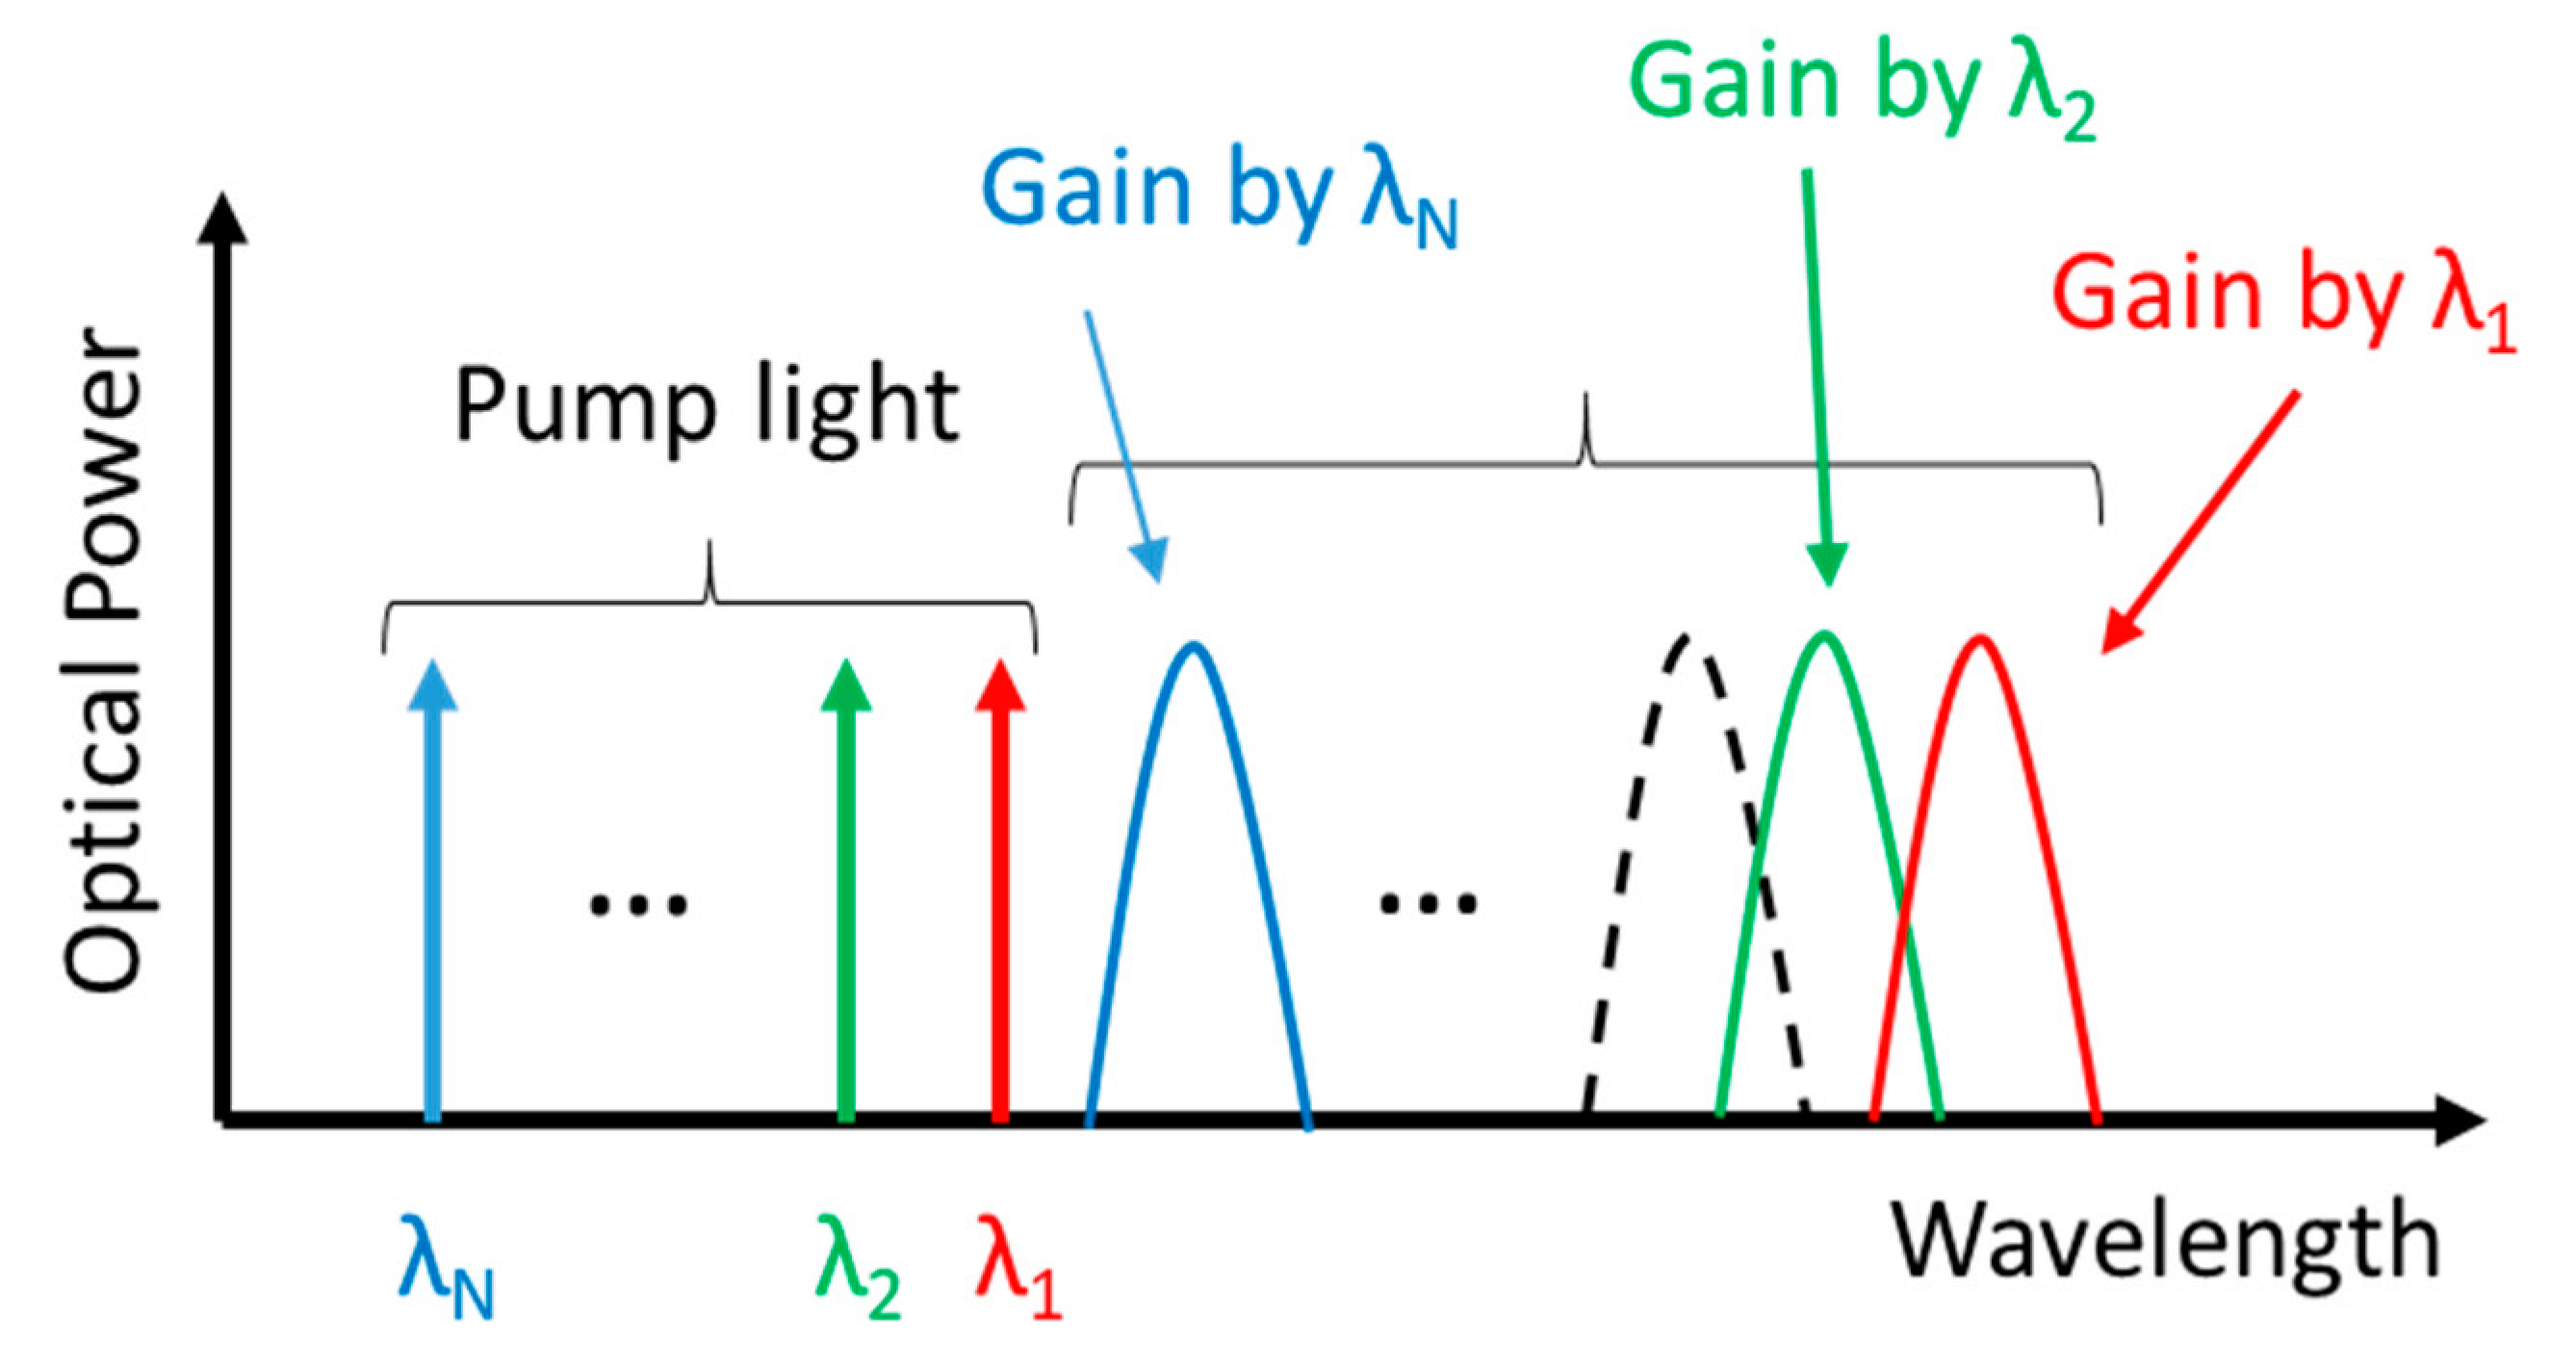 Gain by λ2
Gain by λN
Gain by λ1
Pump light
Optical Power
...
...
λN
λ2
λ1
Wavelength